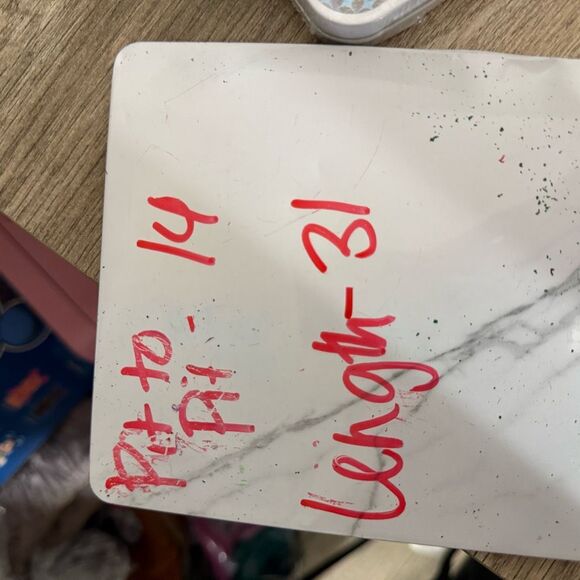 pit to
pit - 14
Length - 31